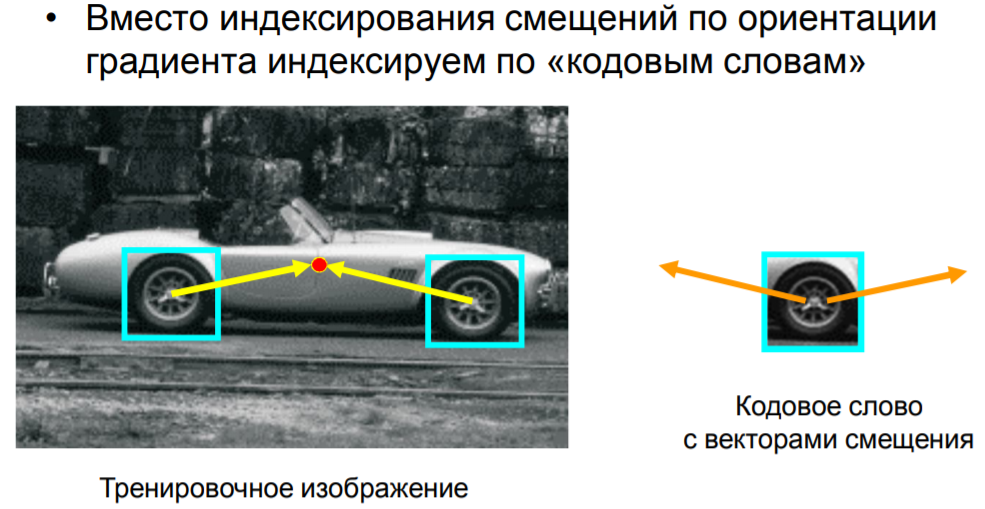 • Вместо индексирования смещений по ориентации
градиента индексируем по «кодовым словам»
Кодовое слово
с векторами смещения
Тренировочное изображение